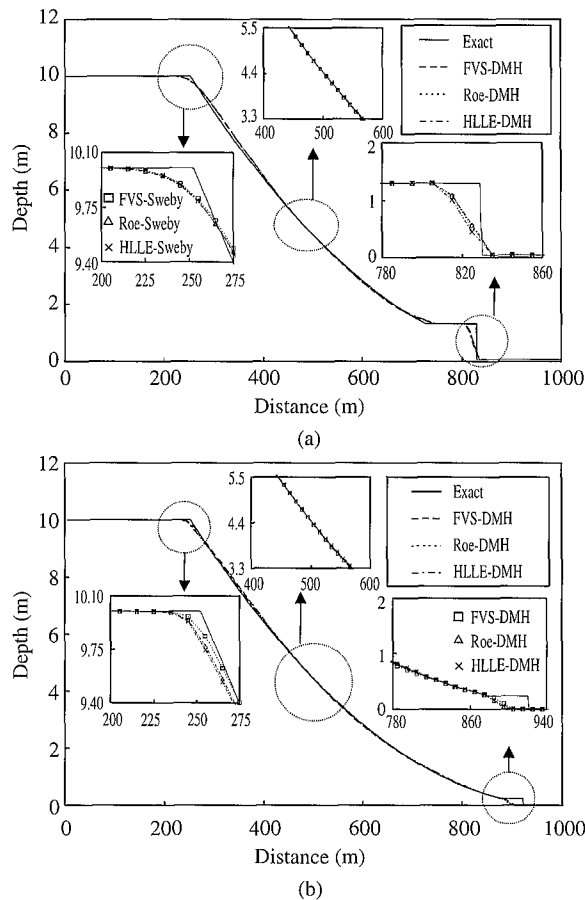 12
10
8
6
4
2
0
Depth (m)
0 200 400 600 800 1000
Distance (m)
5.5
4.4
3.3
400 500 600
Exact
FVS-DMH
Roe-DMH
HLLE-DMH
10.10
9.75
9.40
FVS-Sweby
Roe-Sweby
HLLE-Sweby
200 225 250 275
2
1
0
780 820 860
(a)
12
10
8
6
4
2
0
Depth (m)
0 200 400 600 800 1000
Distance (m)
5.5
4.4
3.3
400 500 600
Exact
FVS-DMH
Roe-DMH
HLLE-DMH
10.10
9.75
9.40
200 225 250 275
2
1
0
FVS-DMH
Roe-DMH
HLLE-DMH
780 860 940
(b)